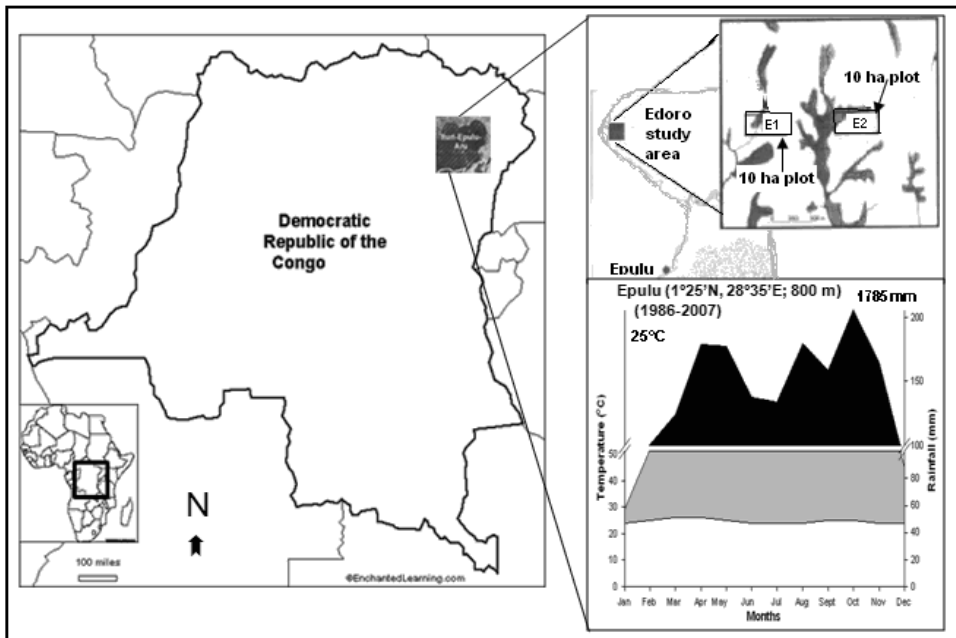 Democratic
Republic of the
Congo
N
100 miles
©EnchantedLearning.com
Edoro
study
area
Epulu
10 ha plot
E1
E2
10 ha plot
Epulu (1°25'N, 28°35'E; 800 m)
(1986-2007)
1785mm
25°C
Temperature (°C)
Rainfall (mm)
200
150
100
80
60
40
20
0
50
40
30
20
10
0
Jan Feb Mar Apr May Jun Jul Aug Sept Oct Nov Dec
Months